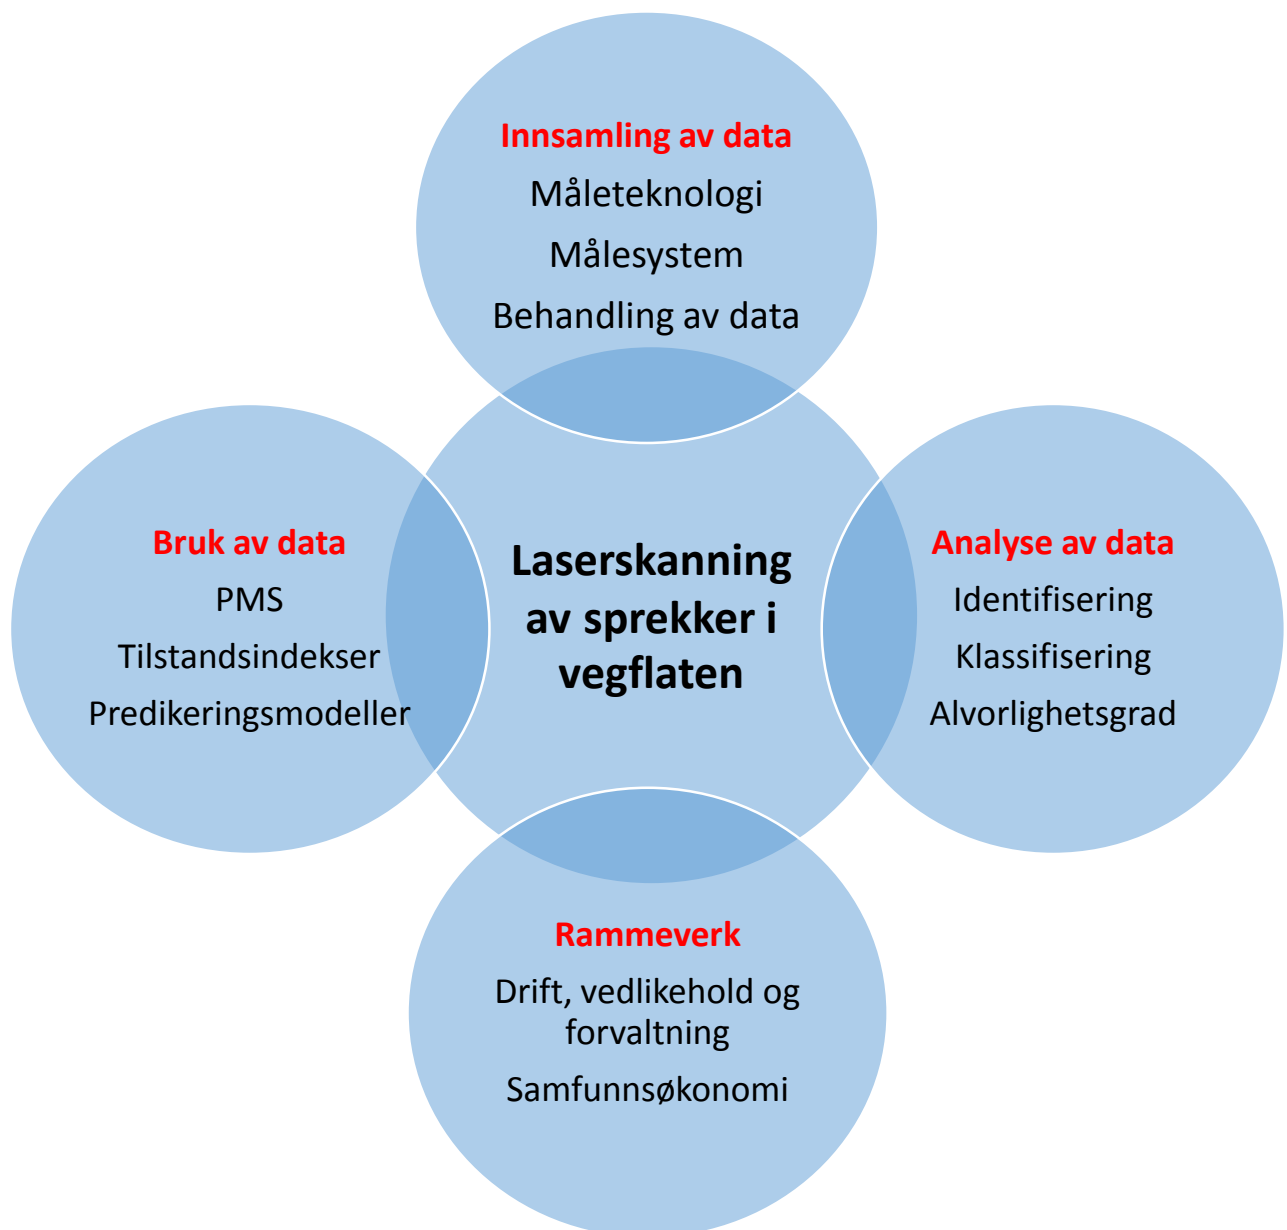 Innsamling av data
Måleteknologi
Målesystem
Behandling av data
Bruk av data
PMS
Tilstandsindekser
Predikeringsmodeller
Laserskanning
av sprekker i
vegflaten
Analyse av data
Identifisering
Klassifisering
Alvorlighetsgrad
Rammeverk
Drift, vedlikehold og
forvaltning
Samfunnsøkonomi